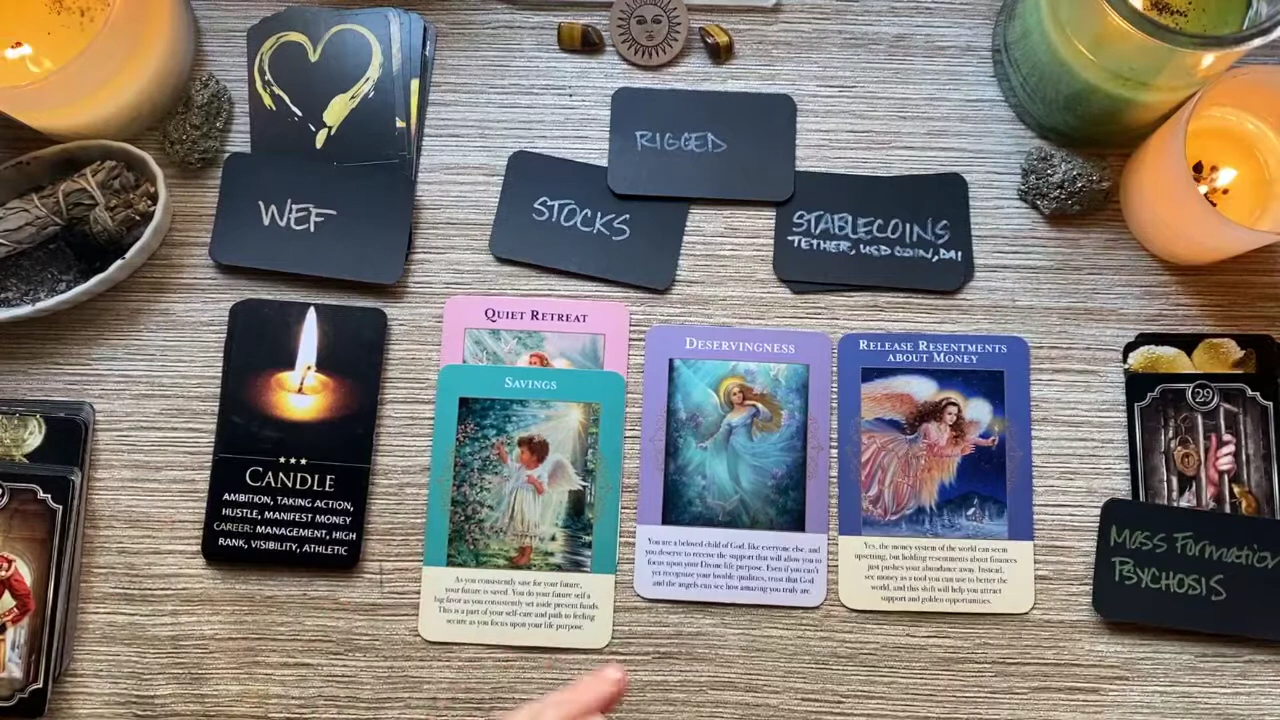 RIGGED
WEF
STOCKS
STABLECOINS
TETHER, USD COIN, DAI
CANDLE
AMBITION, TAKING ACTION,
HUSTLE, MANIFEST MONEY
CAREER: MANAGEMENT, HIGH
RANK, VISIBILITY, ATHLETIC
QUIET RETREAT
SAVINGS
As you consistently save for your future,
your future is saved. You do your future self a
big favor as you consistently set aside present funds.
This is a part of your self-care and path to feeling
secure as you focus upon your life purpose.
DESERVINGNESS
You are a beloved child of God, like everyone else, and
you deserve to receive the support that will allow you to
focus upon your Divine life purpose. Even if you can't
yet recognize your lovable qualities, trust that God
and the angels can see how amazing you truly are.
RELEASE RESENTMENTS
ABOUT MONEY
Yes, the money system of the world can seem
upsetting, but holding resentments about finances
just pushes your abundance away. Instead,
see money as a tool you can use to better the
world, and this shift will help you attract
support and golden opportunities.
29
MASS FORMATION
PSYCHOSIS